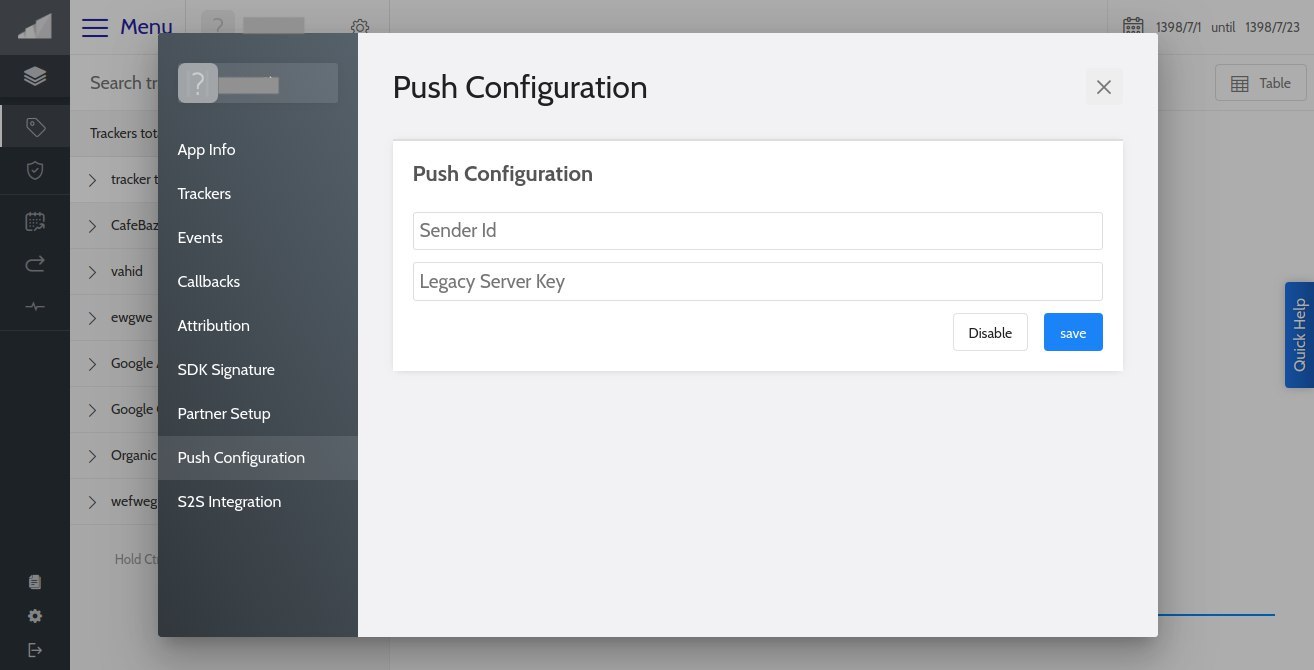 Menu
?
1398/7/1 until 1398/7/23
Search tr
Table
Trackers tot
tracker t
CafeBaz
vahid
ewgwe
Google
Google
Organic
wefweg
Hold Ct
?
App Info
Trackers
Events
Callbacks
Attribution
SDK Signature
Partner Setup
Push Configuration
S2S Integration
Push Configuration
Push Configuration
Sender Id
Legacy Server Key
Disable
save
Quick Help